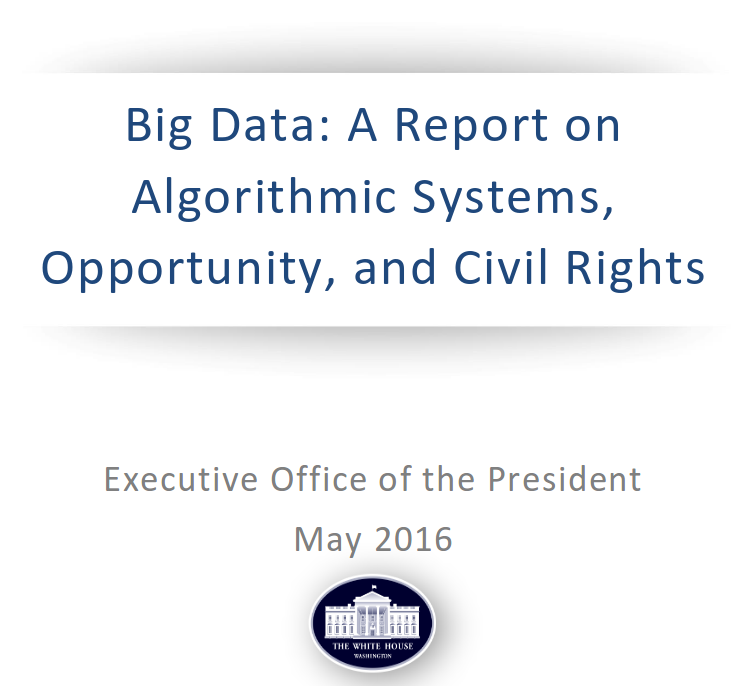 Big Data: A Report on
Algorithmic Systems,
Opportunity, and Civil Rights
Executive Office of the President
May 2016
THE WHITE HOUSE
WASHINGTON